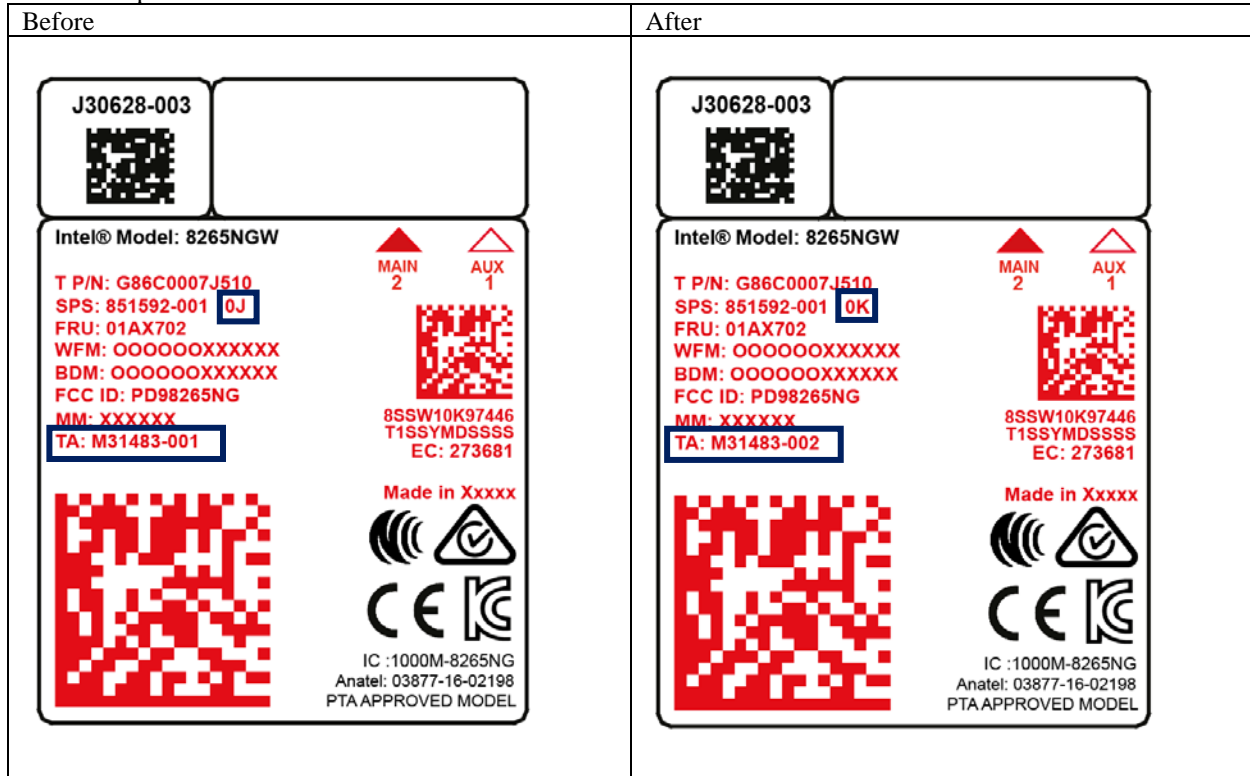 Before
After
J30628-003
Intel® Model: 8265NGW
T P/N: G86C0007J510
SPS: 851592-001 0J
FRU: 01AX702
WFM: OOOOOOXXXXXX
BDM: OOOOOOXXXXXX
FCC ID: PD98265NG
MM: XXXXXX
TA: M31483-001
MAIN
2
AUX
1
8SSW10K97446
T1SSYMDSSSS
EC: 273681
Made in Xxxxx
CE
IC :1000M-8265NG
Anatel: 03877-16-02198
PTA APPROVED MODEL
J30628-003
Intel® Model: 8265NGW
T P/N: G86C0007J510
SPS: 851592-001 0K
FRU: 01AX702
WFM: OOOOOOXXXXXX
BDM: OOOOOOXXXXXX
FCC ID: PD98265NG
MM: XXXXXX
TA: M31483-002
MAIN
2
AUX
1
8SSW10K97446
T1SSYMDSSSS
EC: 273681
Made in Xxxxx
CE
IC :1000M-8265NG
Anatel: 03877-16-02198
PTA APPROVED MODEL